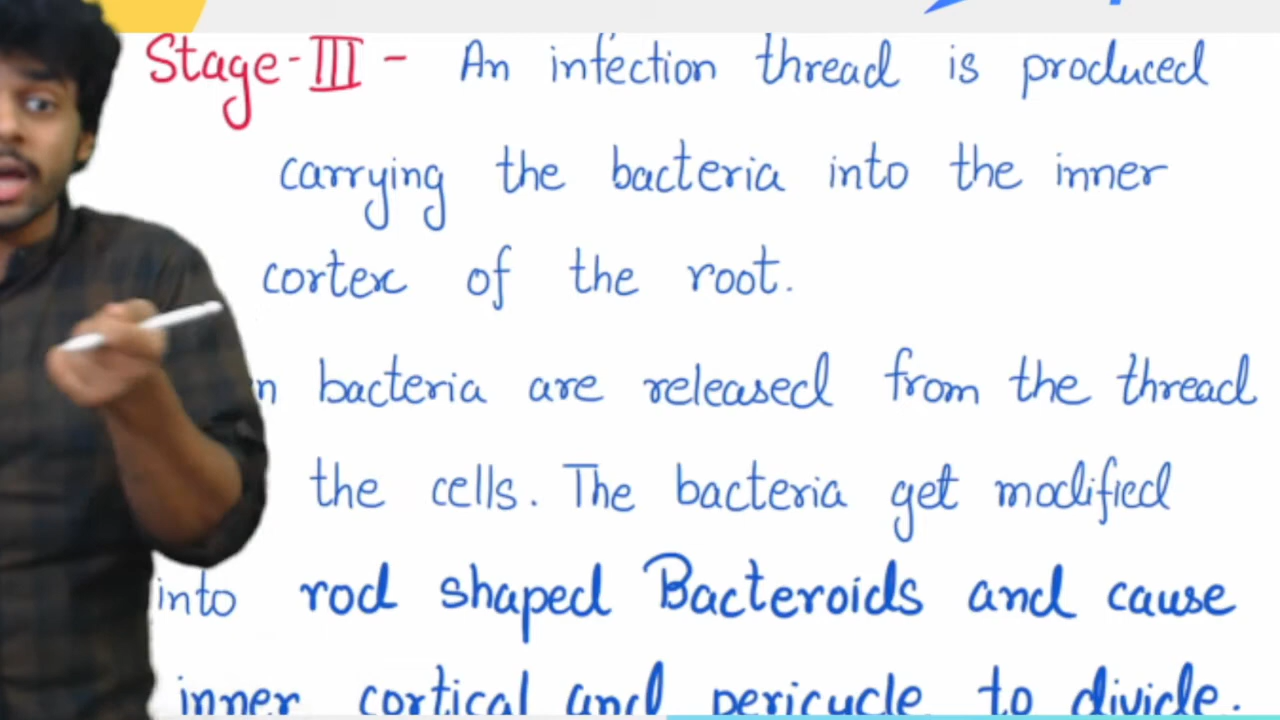 Stage-III - An infection thread is produced
carrying the bacteria into the inner
cortex of the root.
n bacteria are released from the thread
the cells. The bacteria get modified
into rod shaped Bacteroids and cause
inner cortical and pericycle to divide.